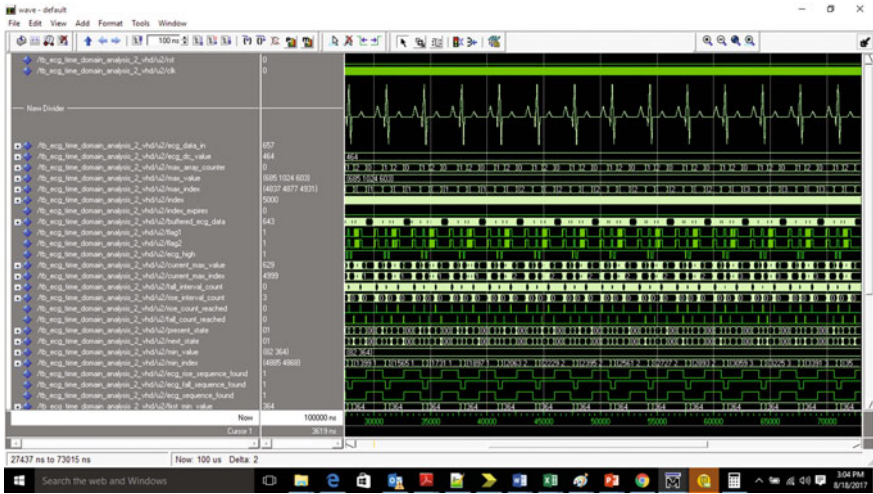 wave - default
File Edit View Add Format Tools Window
100 ns
/tb_ecg_time_domain_analysis_2_vhd/u2/rst 0
/tb_ecg_time_domain_analysis_2_vhd/u2/clk 0
New Divider
/tb_ecg_time_domain_analysis_2_vhd/u2/ecg_data_in 657
/tb_ecg_time_domain_analysis_2_vhd/u2/ecg_dc_value 464 464
/tb_ecg_time_domain_analysis_2_vhd/u2/max_array_counter 0
/tb_ecg_time_domain_analysis_2_vhd/u2/max_value {685 1024 603} {685 1024 603}
/tb_ecg_time_domain_analysis_2_vhd/u2/max_index {4837 4877 4931}
/tb_ecg_time_domain_analysis_2_vhd/u2/index 5000
/tb_ecg_time_domain_analysis_2_vhd/u2/index_expires 0
/tb_ecg_time_domain_analysis_2_vhd/u2/buffered_ecg_data 643
/tb_ecg_time_domain_analysis_2_vhd/u2/flag1 1
/tb_ecg_time_domain_analysis_2_vhd/u2/flag2 1
/tb_ecg_time_domain_analysis_2_vhd/u2/ecg_high 1
/tb_ecg_time_domain_analysis_2_vhd/u2/current_max_value 629
/tb_ecg_time_domain_analysis_2_vhd/u2/current_max_index 4999
/tb_ecg_time_domain_analysis_2_vhd/u2/fall_interval_count 0
/tb_ecg_time_domain_analysis_2_vhd/u2/rise_interval_count 3
/tb_ecg_time_domain_analysis_2_vhd/u2/rise_count_reached 0
/tb_ecg_time_domain_analysis_2_vhd/u2/fall_count_reached 0
/tb_ecg_time_domain_analysis_2_vhd/u2/present_state 01
/tb_ecg_time_domain_analysis_2_vhd/u2/next_state 01
/tb_ecg_time_domain_analysis_2_vhd/u2/min_value {82 364} {82 364}
/tb_ecg_time_domain_analysis_2_vhd/u2/min_index {4885 4868}
/tb_ecg_time_domain_analysis_2_vhd/u2/ecg_rise_sequence_found 1
/tb_ecg_time_domain_analysis_2_vhd/u2/ecg_fall_sequence_found 1
/tb_ecg_time_domain_analysis_2_vhd/u2/ecg_sequence_found 1
/tb_ecg_time_domain_analysis_2_vhd/u2/first_min_value 364
Now 100000 ns 30000 35000 40000 45000 50000 55000 60000 65000 70000
Cursor 1 3619 ns
27437 ns to 73015 ns Now: 100 us Delta: 2
Search the web and Windows
3:04 PM
8/18/2017